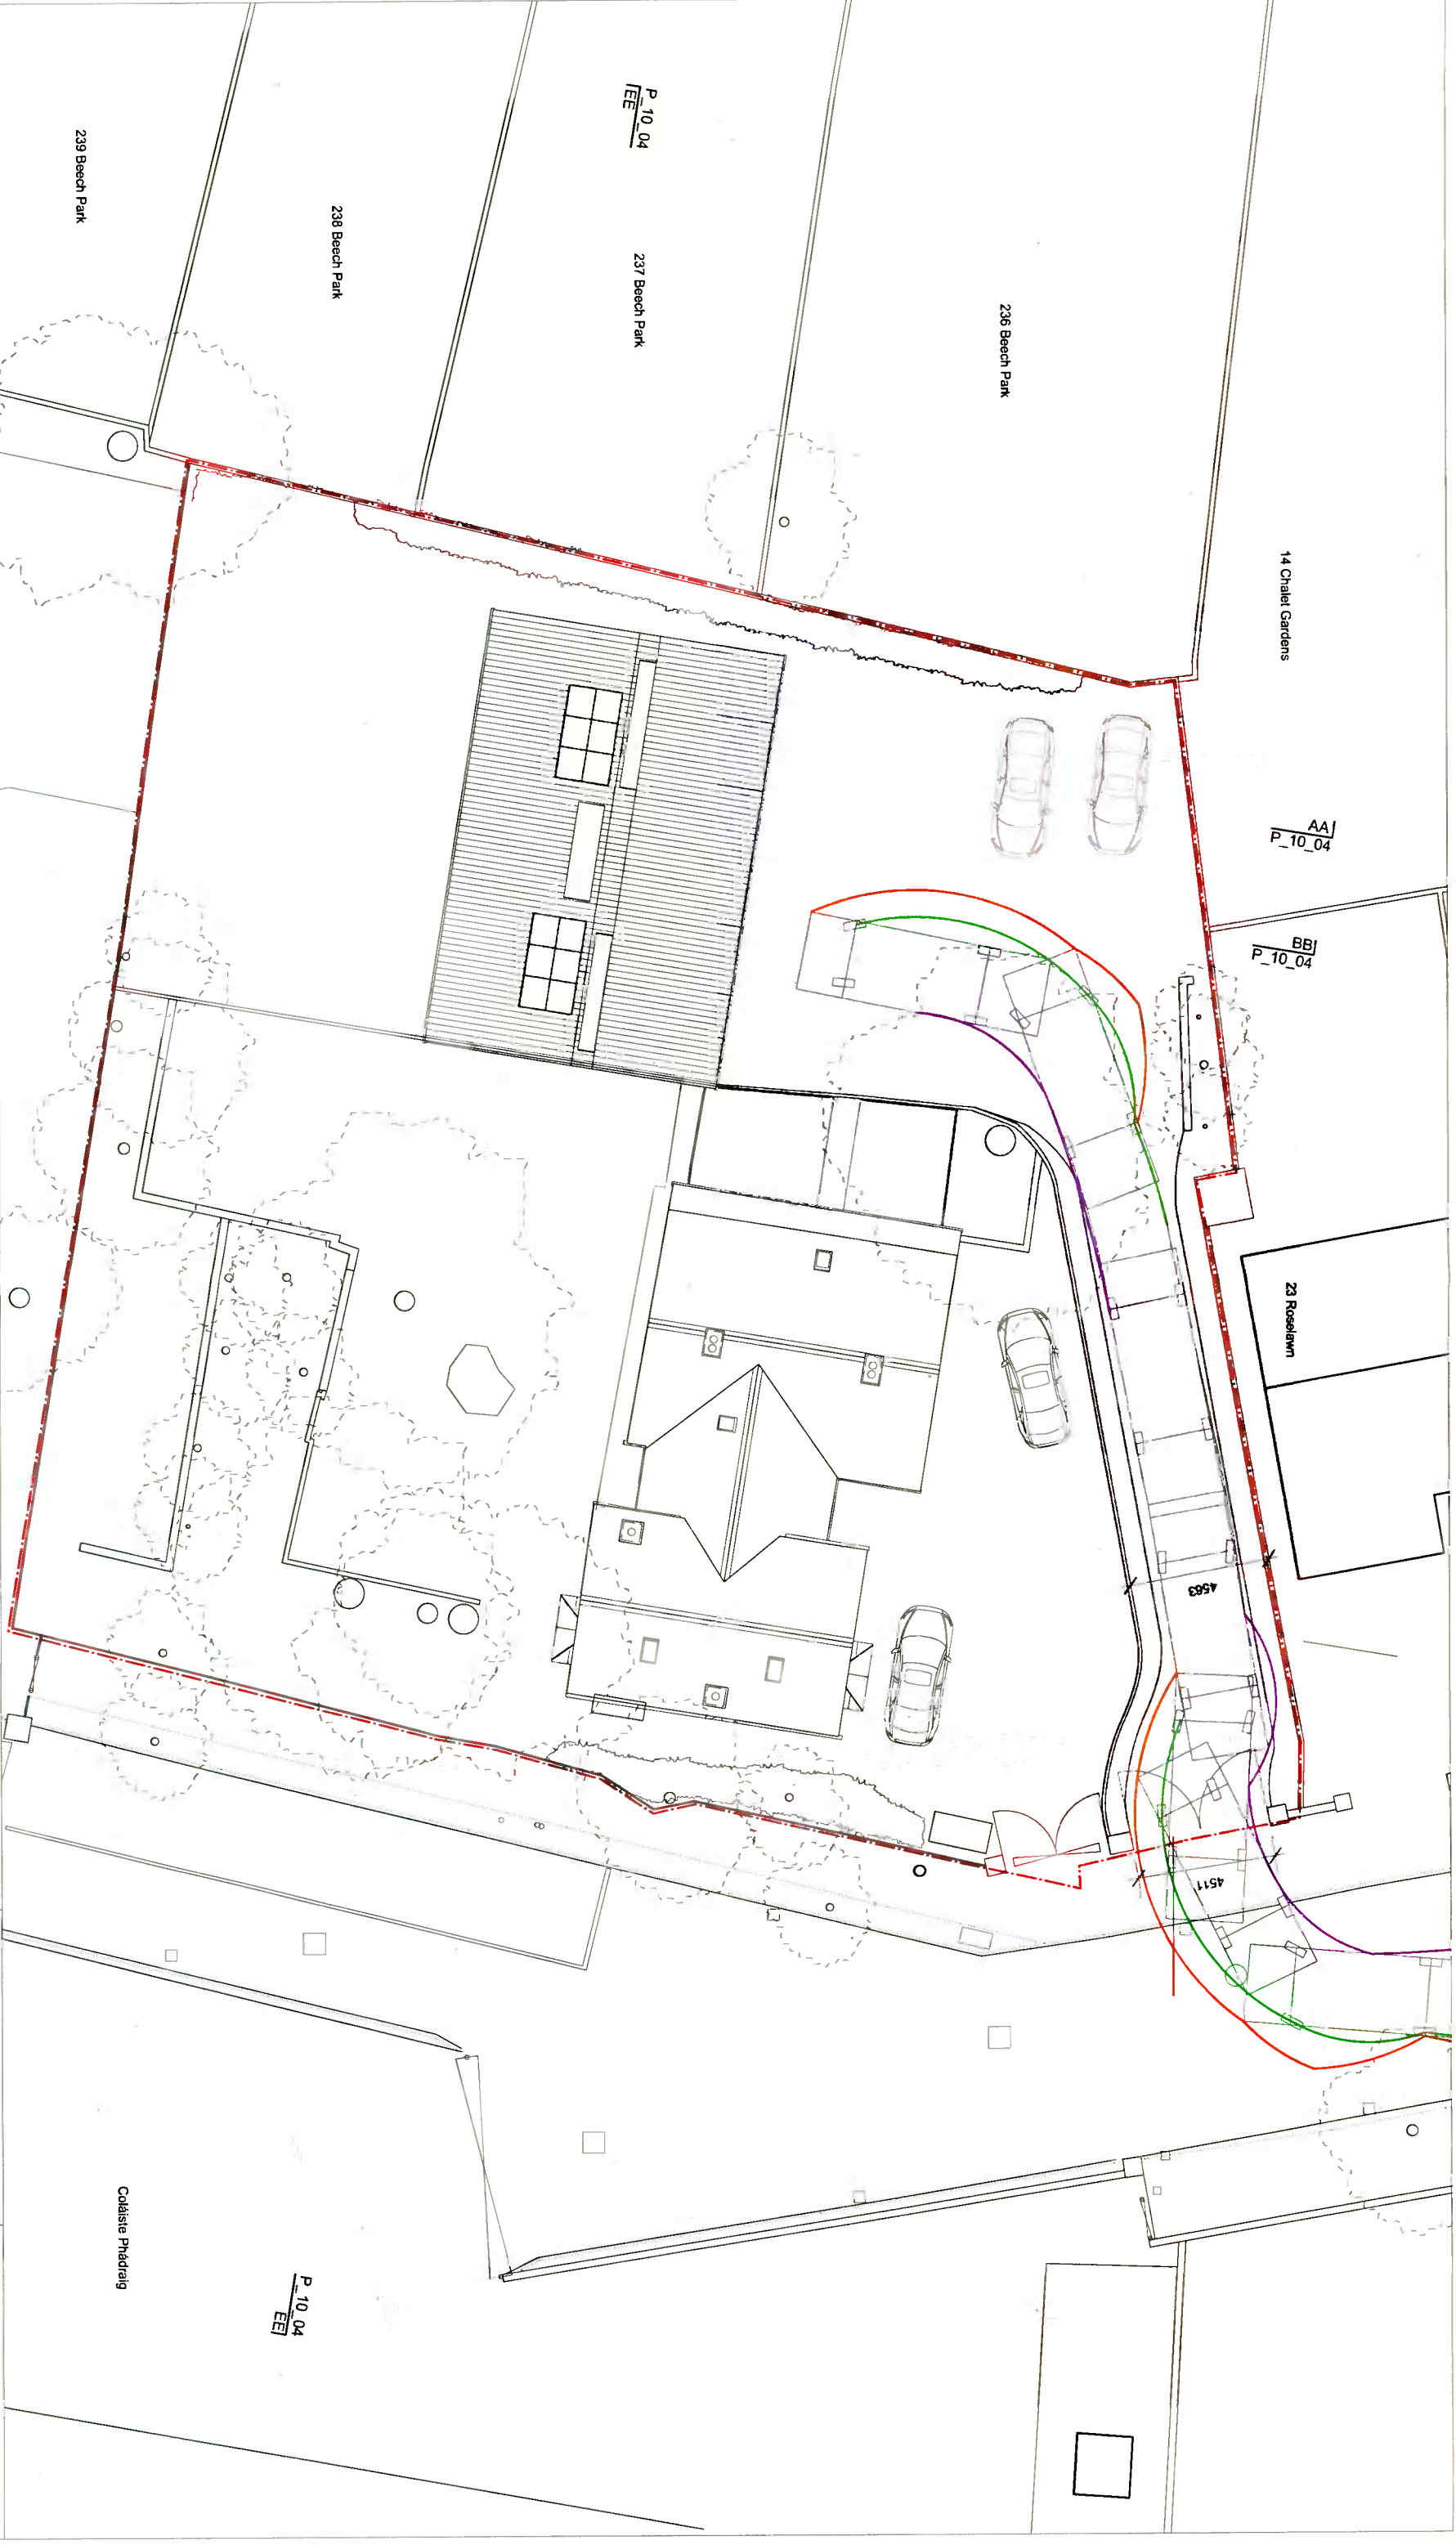 P_10_04
EE
239 Beech Park
238 Beech Park
237 Beech Park
236 Beech Park
14 Chalet Gardens
AA
P_10_04
BB
P_10_04
23 Roselawn
4563
4511
Coláiste Phádraig
P_10_04
EE